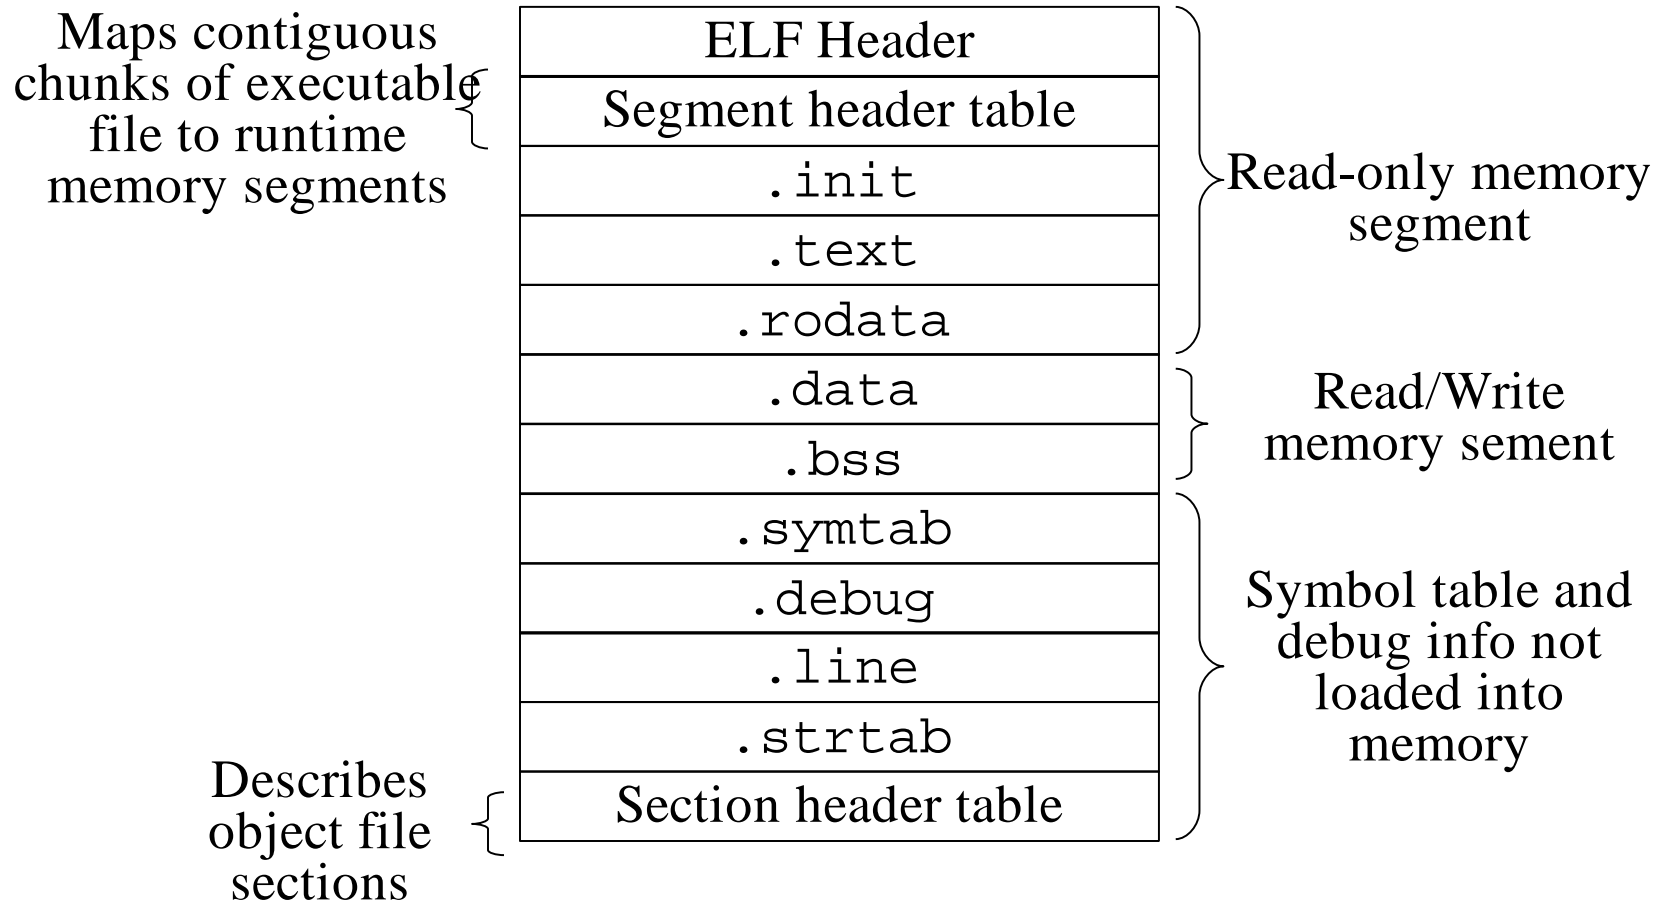 Maps contiguous
chunks of executable
file to runtime
memory segments
ELF Header
Segment header table
.init
.text
.rodata
.data
.bss
.symtab
.debug
.line
.strtab
Section header table
Read-only memory
segment
Read/Write
memory sement
Symbol table and
debug info not
loaded into
memory
Describes
object file
sections